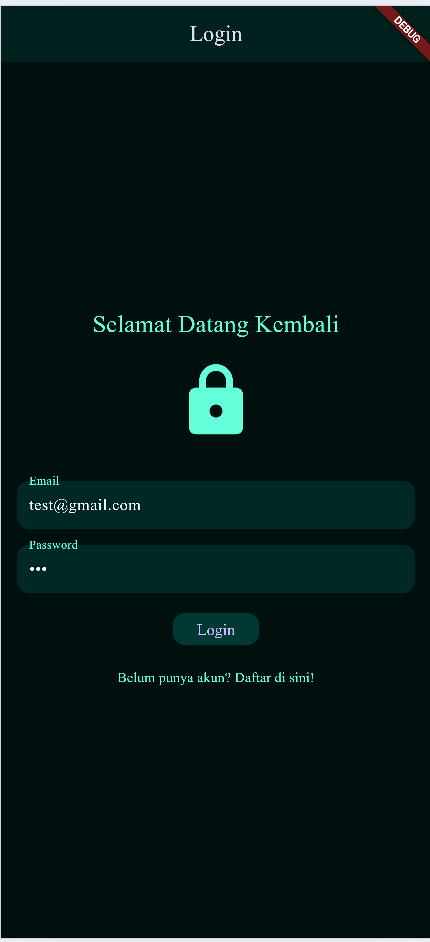 Login
DEBUG
Selamat Datang Kembali
Email
test@gmail.com
Password
•••
Login
Belum punya akun? Daftar di sini!